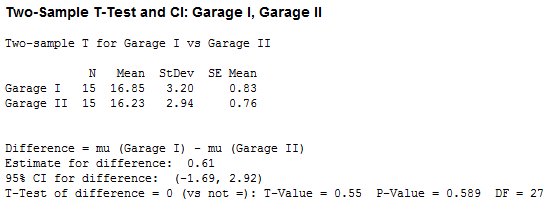 Two-Sample T-Test and CI: Garage I, Garage II
Two-sample T for Garage I vs Garage II
N Mean StDev SE Mean
Garage I 15 16.85 3.20 0.83
Garage II 15 16.23 2.94 0.76
Difference = mu (Garage I) - mu (Garage II)
Estimate for difference: 0.61
95% CI for difference: (-1.69, 2.92)
T-Test of difference = 0 (vs not =): T-Value = 0.55 P-Value = 0.589 DF = 27